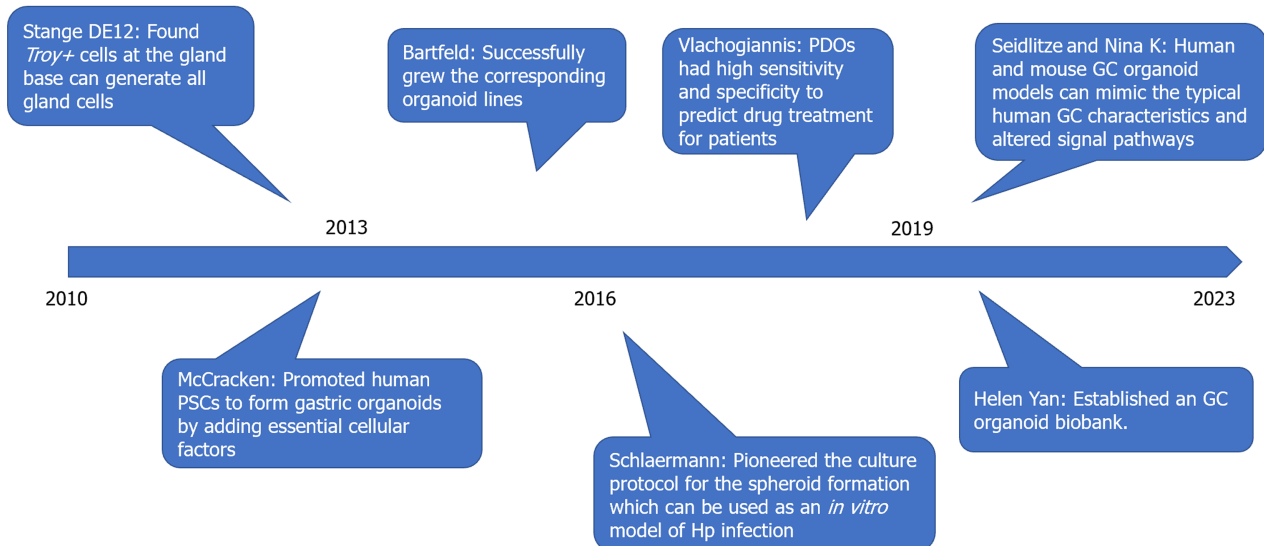 Stange DE12: Found
Troy+ cells at the gland
base can generate all
gland cells
Bartfeld: Successfully
grew the corresponding
organoid lines
Vlachogiannis: PDOs
had high sensitivity
and specificity to
predict drug treatment
for patients
Seidlitze and Nina K: Human
and mouse GC organoid
models can mimic the typical
human GC characteristics and
altered signal pathways
2013
2019
2010
2016
2023
McCracken: Promoted human
PSCs to form gastric organoids
by adding essential cellular
factors
Schlaermann: Pioneered the culture
protocol for the spheroid formation
which can be used as an in vitro
model of Hp infection
Helen Yan: Established an GC
organoid biobank.